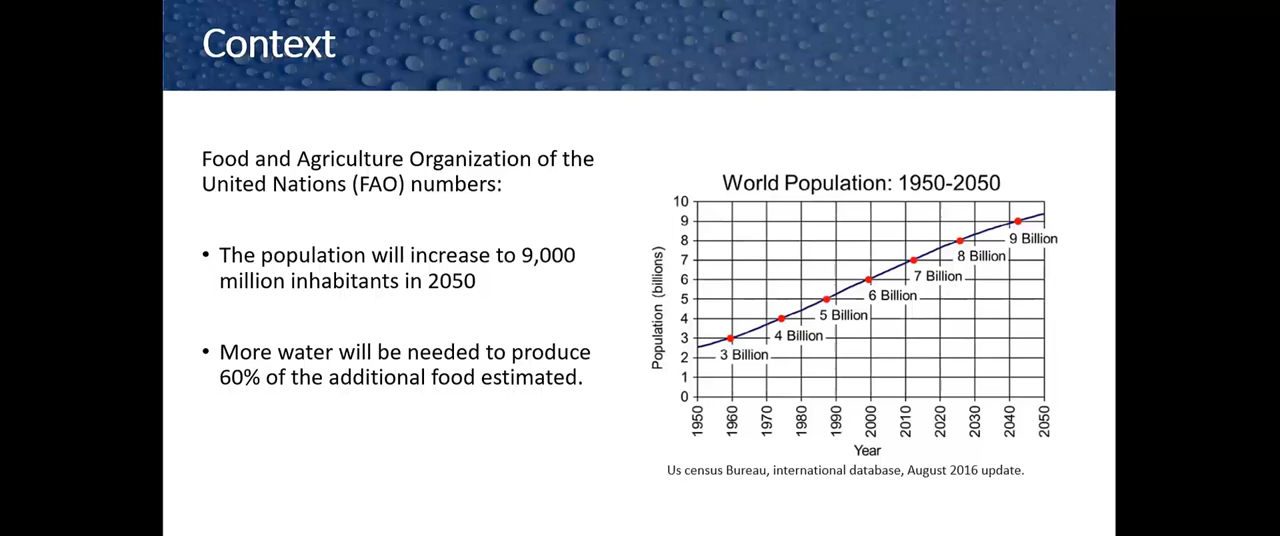 Context
Food and Agriculture Organization of the
United Nations (FAO) numbers:
• The population will increase to 9,000
million inhabitants in 2050
• More water will be needed to produce
60% of the additional food estimated.
World Population: 1950-2050
Population (billions)
10
9
8
7
6
5
4
3
2
1
0
3 Billion
4 Billion
5 Billion
6 Billion
7 Billion
8 Billion
9 Billion
1950 1960 1970 1980 1990 2000 2010 2020 2030 2040 2050
Year
Us census Bureau, international database, August 2016 update.